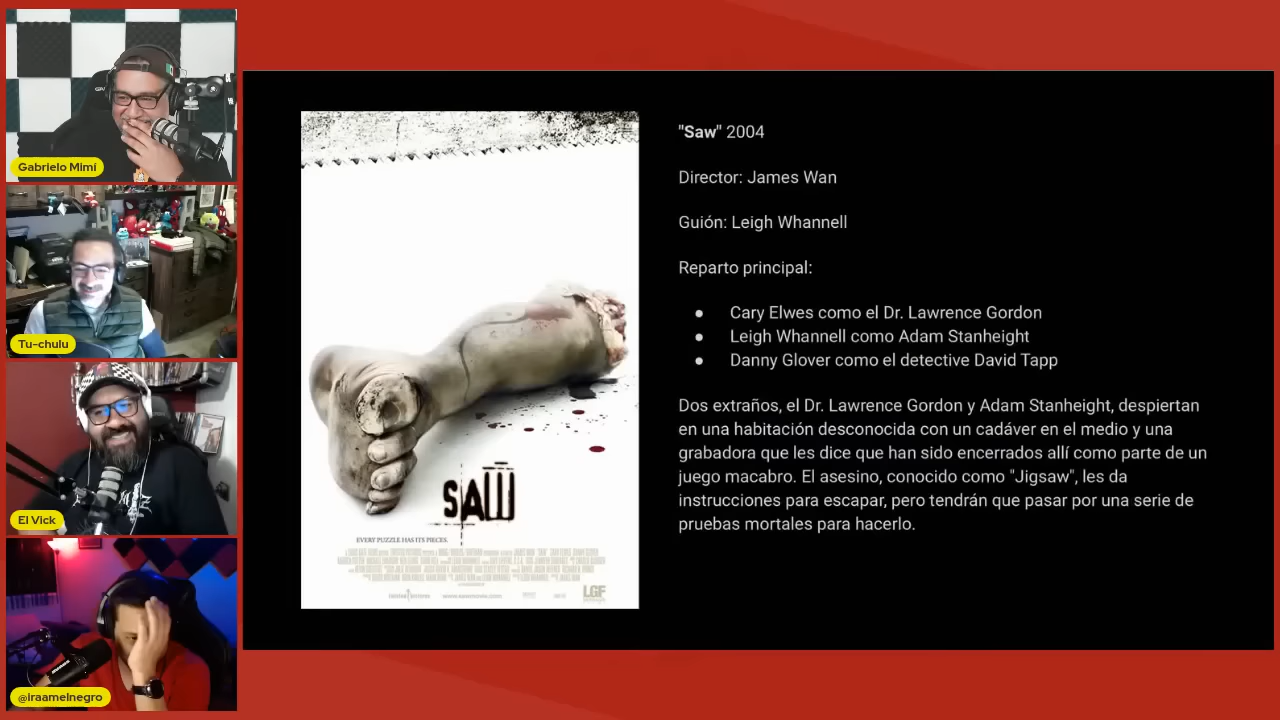 Gabrielo Mimí
Tu-chulu
El Vick
@iraamelnegro
SAW
EVERY PUZZLE HAS ITS PIECES.
www.sawmovie.com
LGF
"Saw" 2004
Director: James Wan
Guión: Leigh Whannell
Reparto principal:
● Cary Elwes como el Dr. Lawrence Gordon
● Leigh Whannell como Adam Stanheight
● Danny Glover como el detective David Tapp
Dos extraños, el Dr. Lawrence Gordon y Adam Stanheight, despiertan
en una habitación desconocida con un cadáver en el medio y una
grabadora que les dice que han sido encerrados allí como parte de un
juego macabro. El asesino, conocido como "Jigsaw", les da
instrucciones para escapar, pero tendrán que pasar por una serie de
pruebas mortales para hacerlo.